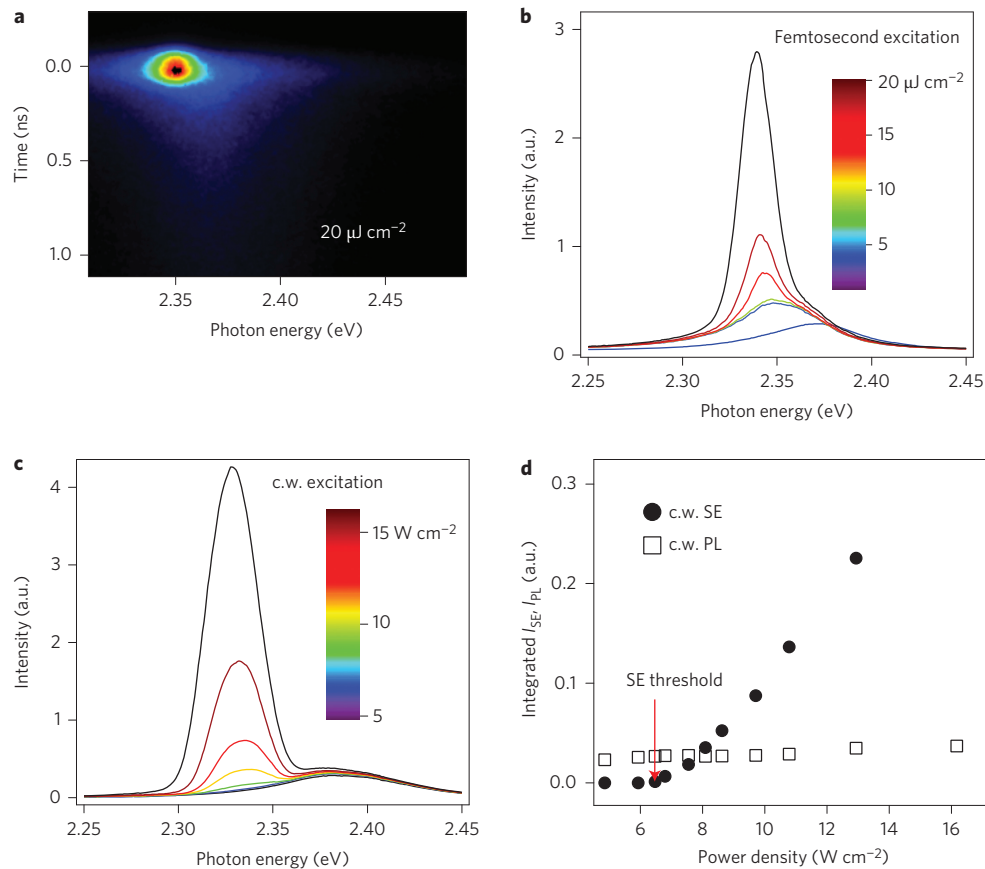 a
0.0
0.5
1.0
Time (ns)
20 μJ cm−2
2.35
2.40
2.45
Photon energy (eV)
b
Femtosecond excitation
3
2
1
0
Intensity (a.u.)
20 μJ cm−2
15
10
5
2.25
2.30
2.35
2.40
2.45
Photon energy (eV)
c
c.w. excitation
4
3
2
1
0
Intensity (a.u.)
15 W cm−2
10
5
2.25
2.30
2.35
2.40
2.45
Photon energy (eV)
d
0.3
0.2
0.1
0.0
Integrated ISE, IPL (a.u.)
c.w. SE
c.w. PL
SE threshold
6
8
10
12
14
16
Power density (W cm−2)